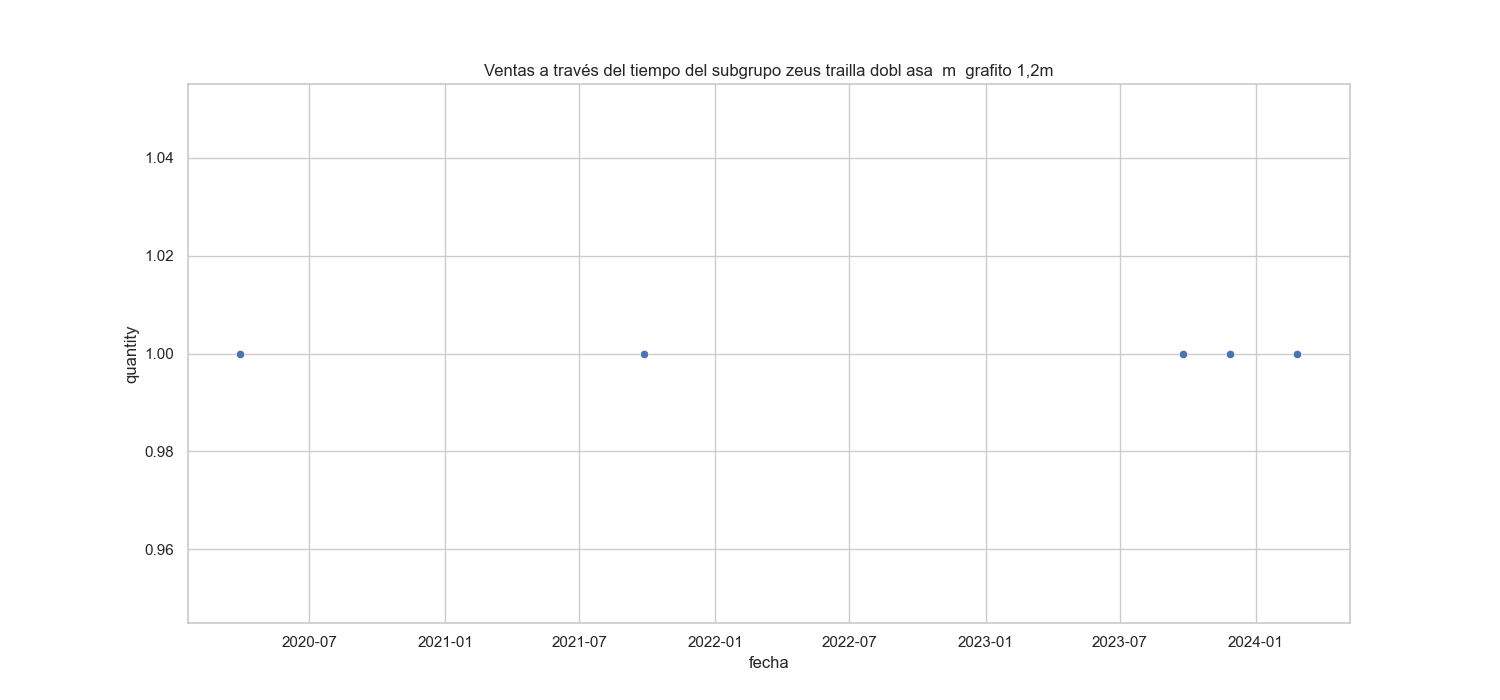 Ventas a través del tiempo del subgrupo zeus trailla dobl asa  m  grafito 1,2m
quantity
1.04
1.02
1.00
0.98
0.96
2020-07 2021-01 2021-07 2022-01 2022-07 2023-01 2023-07 2024-01
fecha